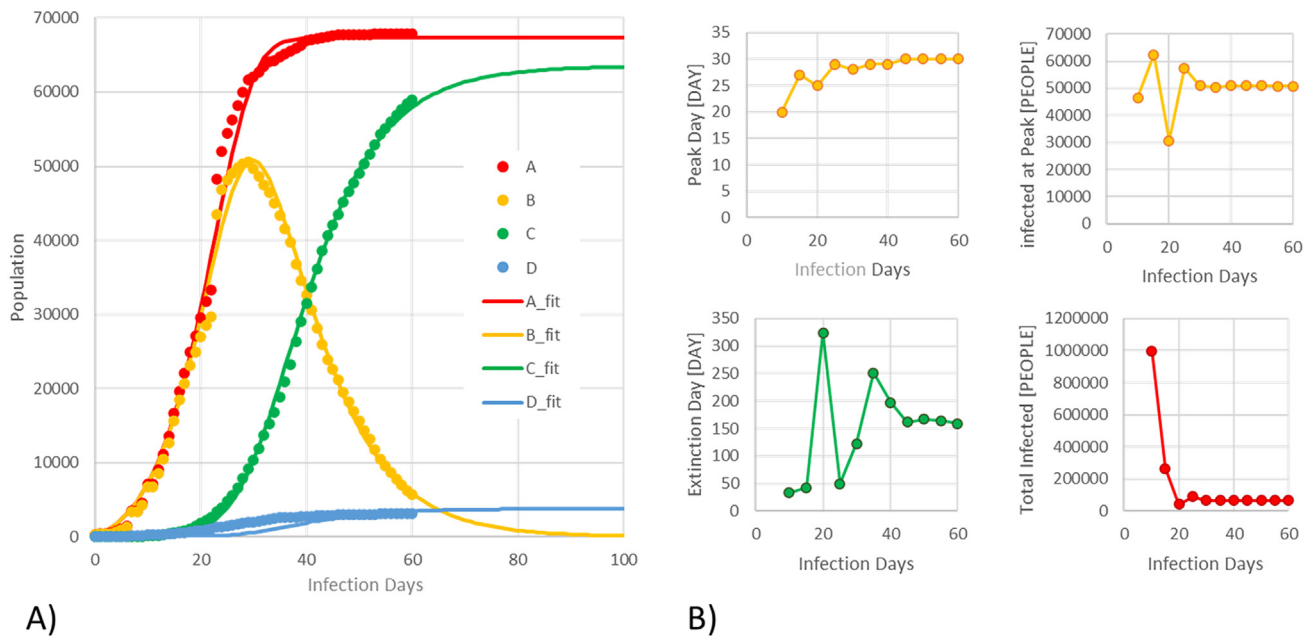 70000
60000
50000
40000
30000
20000
10000
0
0 20 40 60 80 100
Population
Infection Days
A
B
C
D
A_fit
B_fit
C_fit
D_fit
A)
35
30
25
20
15
10
5
0
0 20 40 60
Peak Day [DAY]
Infection Days
70000
60000
50000
40000
30000
20000
10000
0
0 20 40 60
infected at Peak [PEOPLE]
Infection Days
350
300
250
200
150
100
50
0
0 20 40 60
Extinction Day [DAY]
Infection Days
1200000
1000000
800000
600000
400000
200000
0
0 20 40 60
Total Infected [PEOPLE]
Infection Days
B)